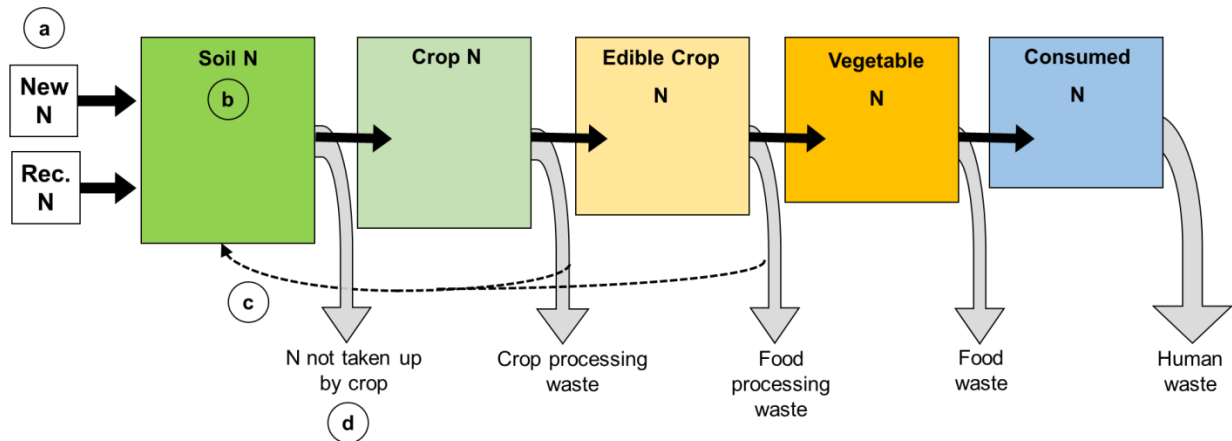 a
New
N
Rec.
N
Soil N
b
Crop N
Edible Crop
N
Vegetable
N
Consumed
N
c
N not taken up
by crop
d
Crop processing
waste
Food
processing
waste
Food
waste
Human
waste